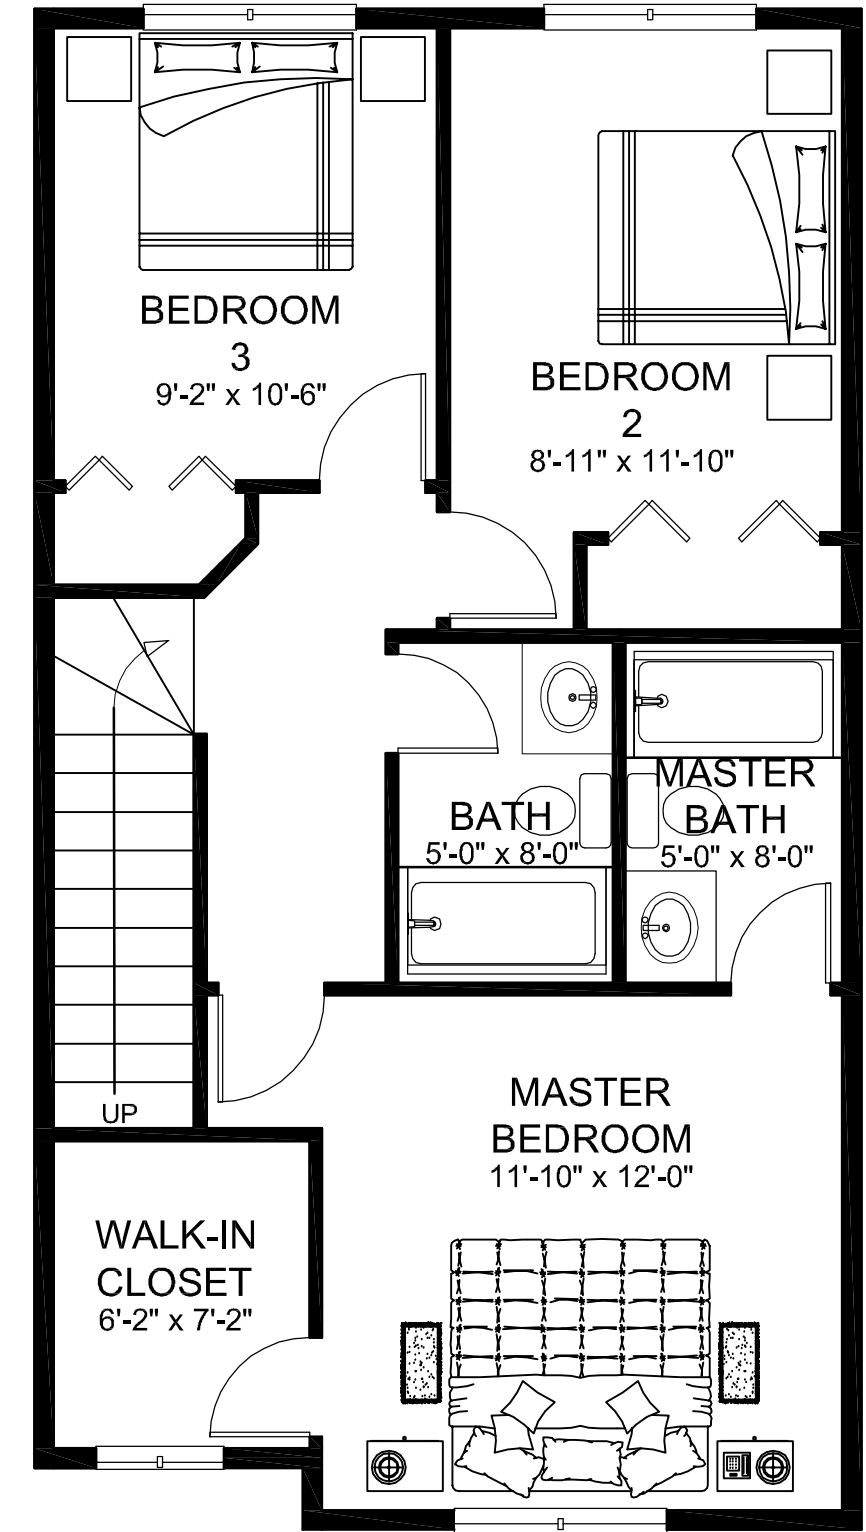 BEDROOM
3
9'-2" x 10'-6"
BEDROOM
2
8'-11" x 11'-10"
MASTER
BATH
5'-0" x 8'-0"
BATH
5'-0" x 8'-0"
UP
MASTER
BEDROOM
11'-10" x 12'-0"
WALK-IN
CLOSET
6'-2" x 7'-2"